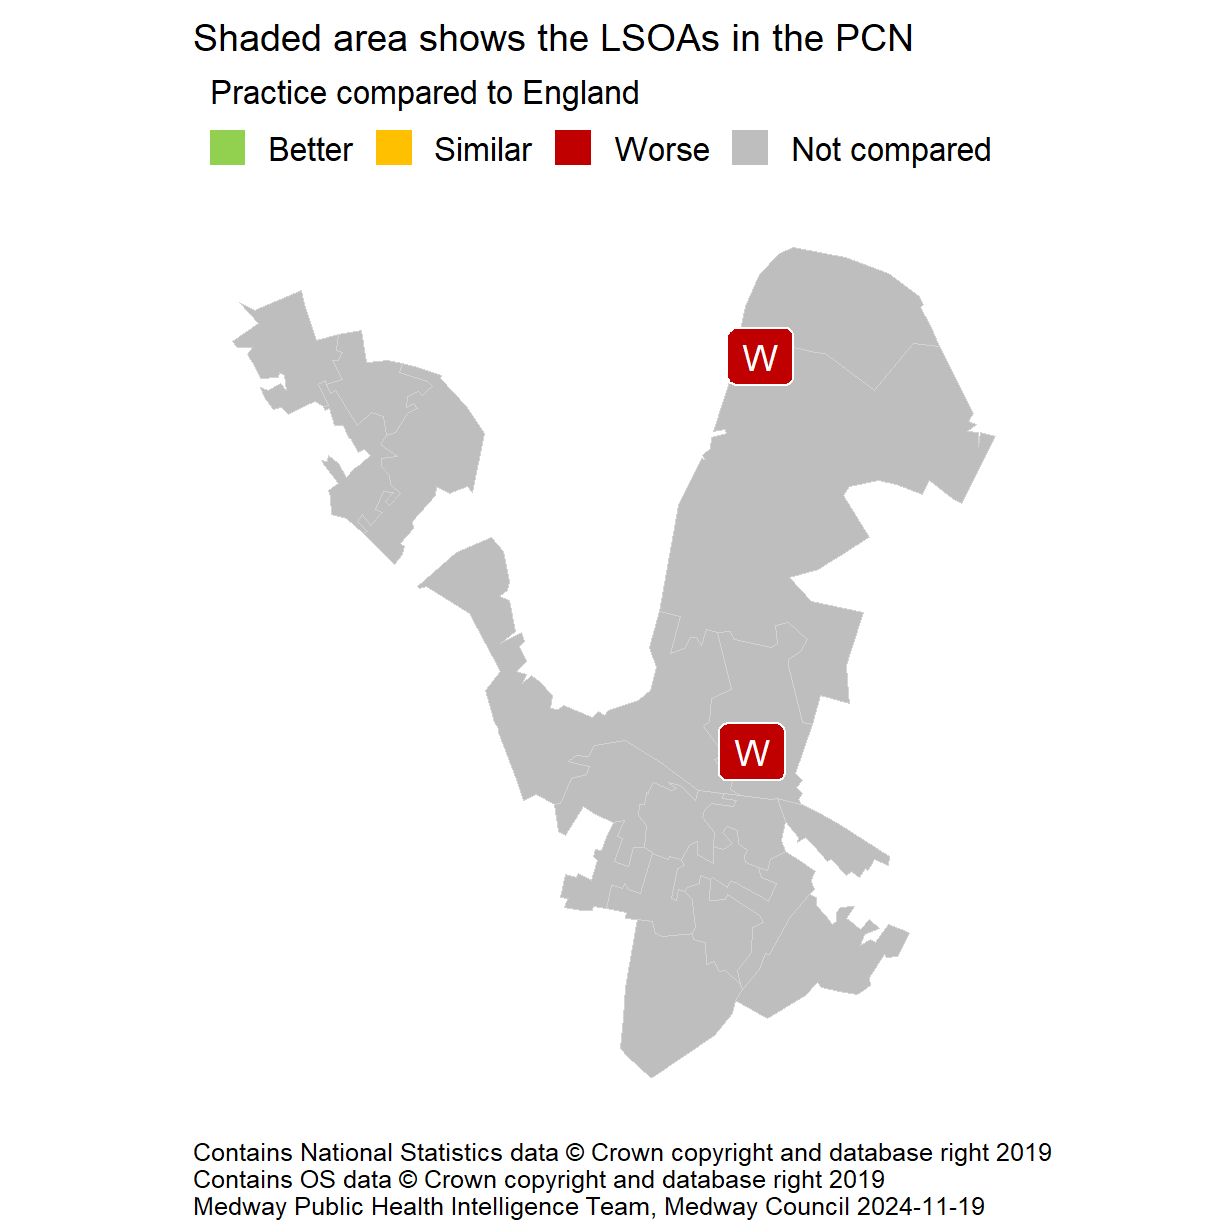 Shaded area shows the LSOAs in the PCN
Practice compared to England
Better Similar Worse Not compared
W
W
Contains National Statistics data © Crown copyright and database right 2019
Contains OS data © Crown copyright and database right 2019
Medway Public Health Intelligence Team, Medway Council 2024-11-19